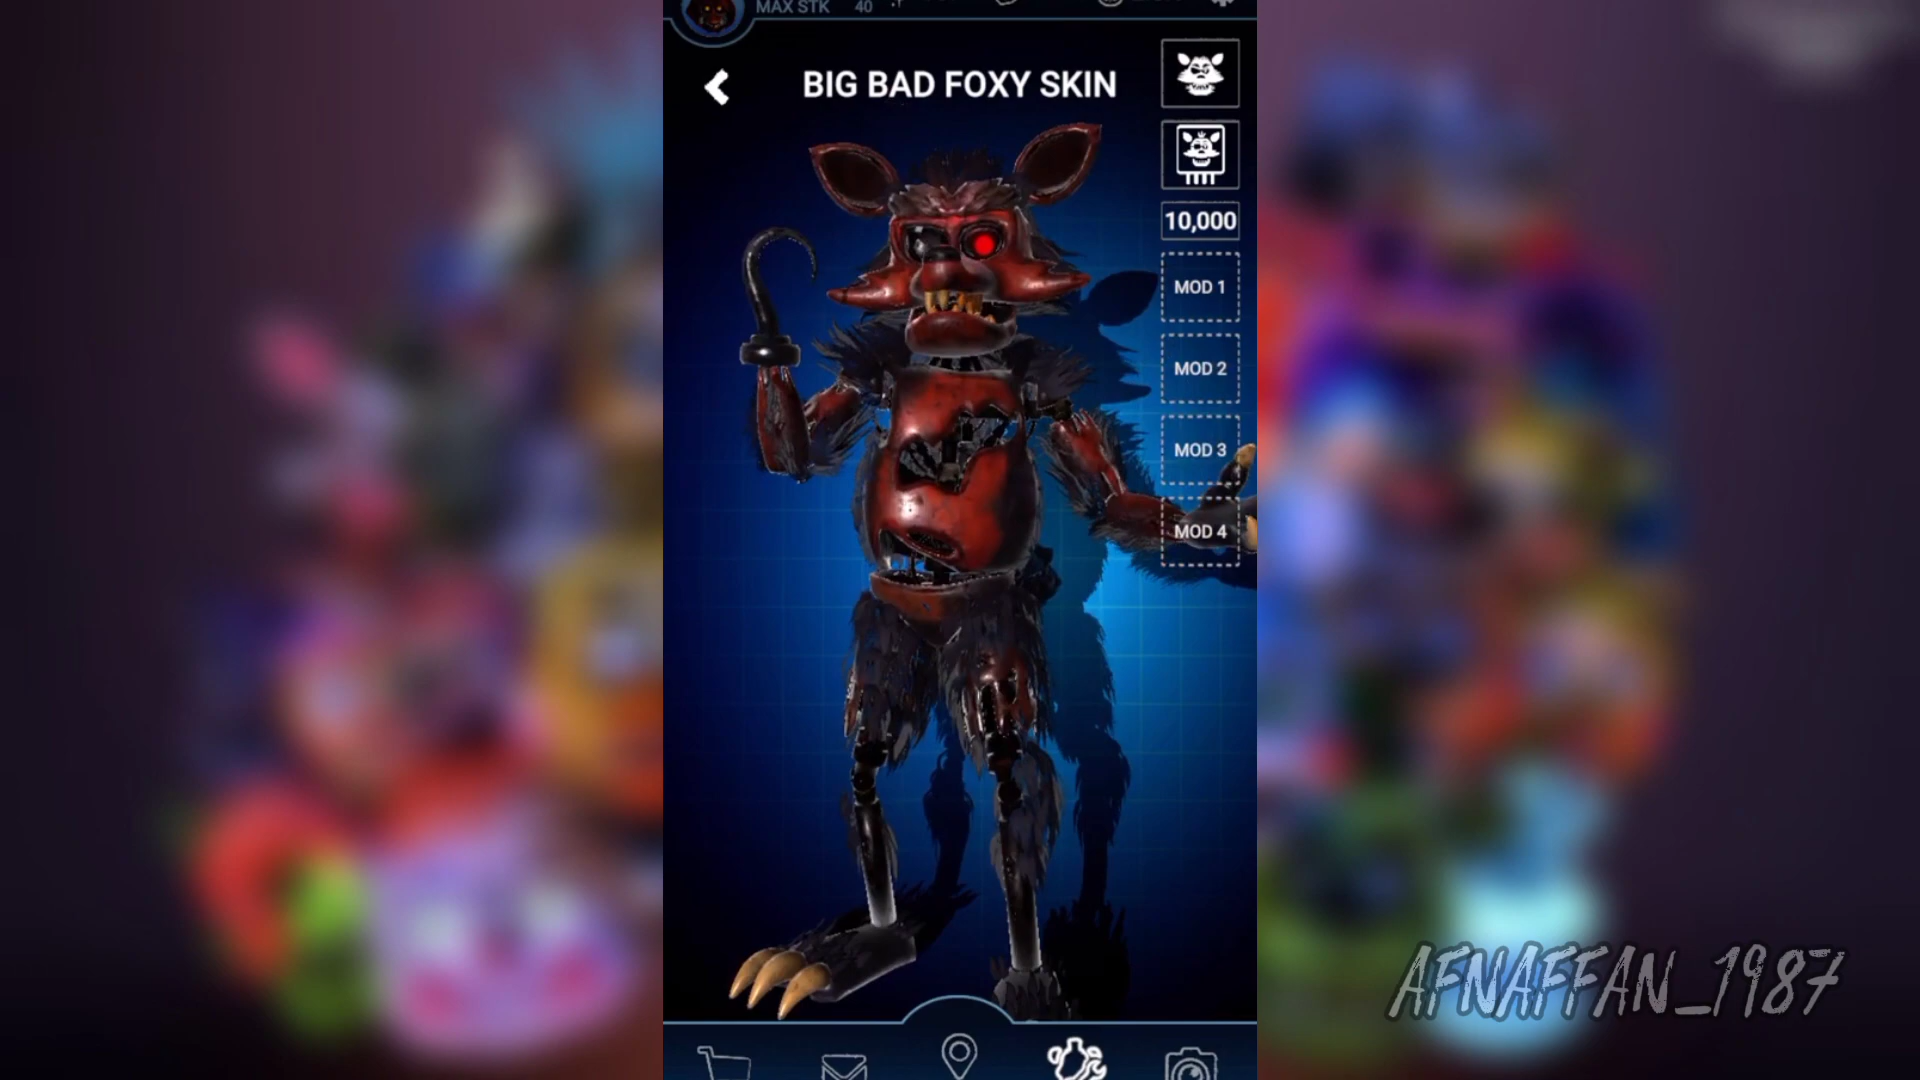 MAX STK 40
BIG BAD FOXY SKIN
10,000
MOD 1
MOD 2
MOD 3
MOD 4
AFNAFFAN_1987